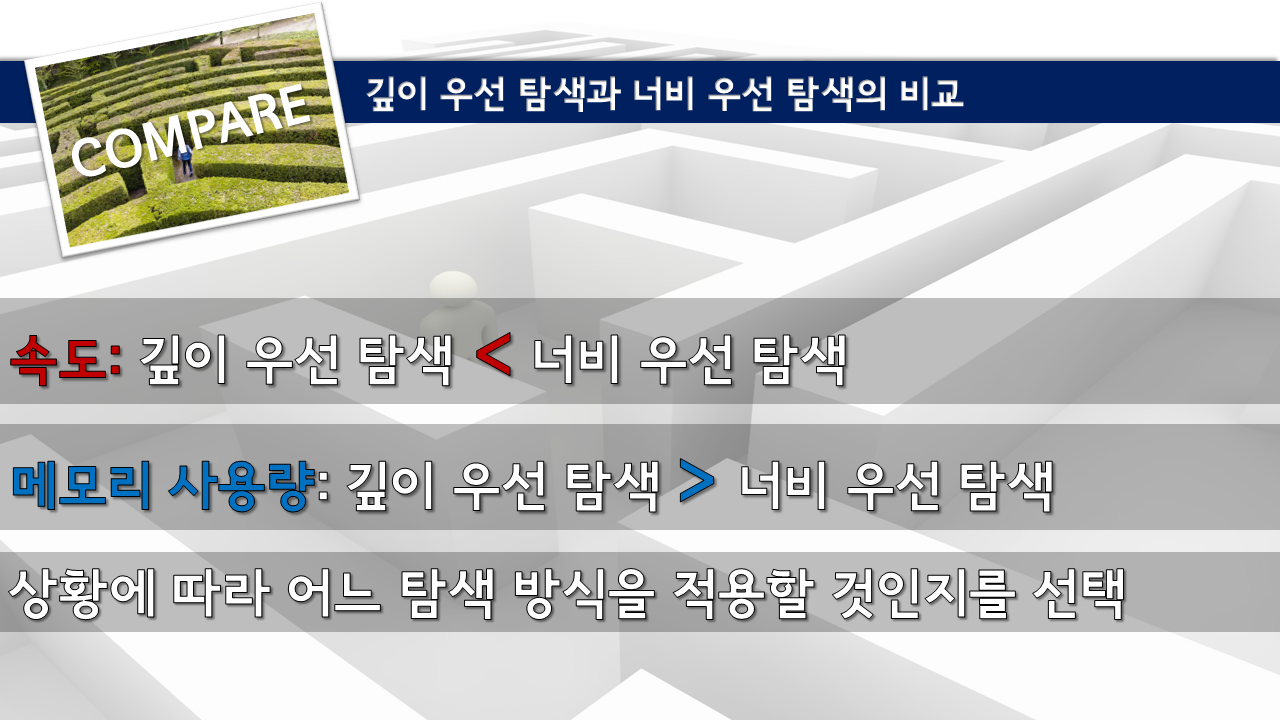 COMPARE
깊이 우선 탐색과 너비 우선 탐색의 비교
속도: 깊이 우선 탐색 < 너비 우선 탐색
메모리 사용량: 깊이 우선 탐색 > 너비 우선 탐색
상황에 따라 어느 탐색 방식을 적용할 것인지를 선택